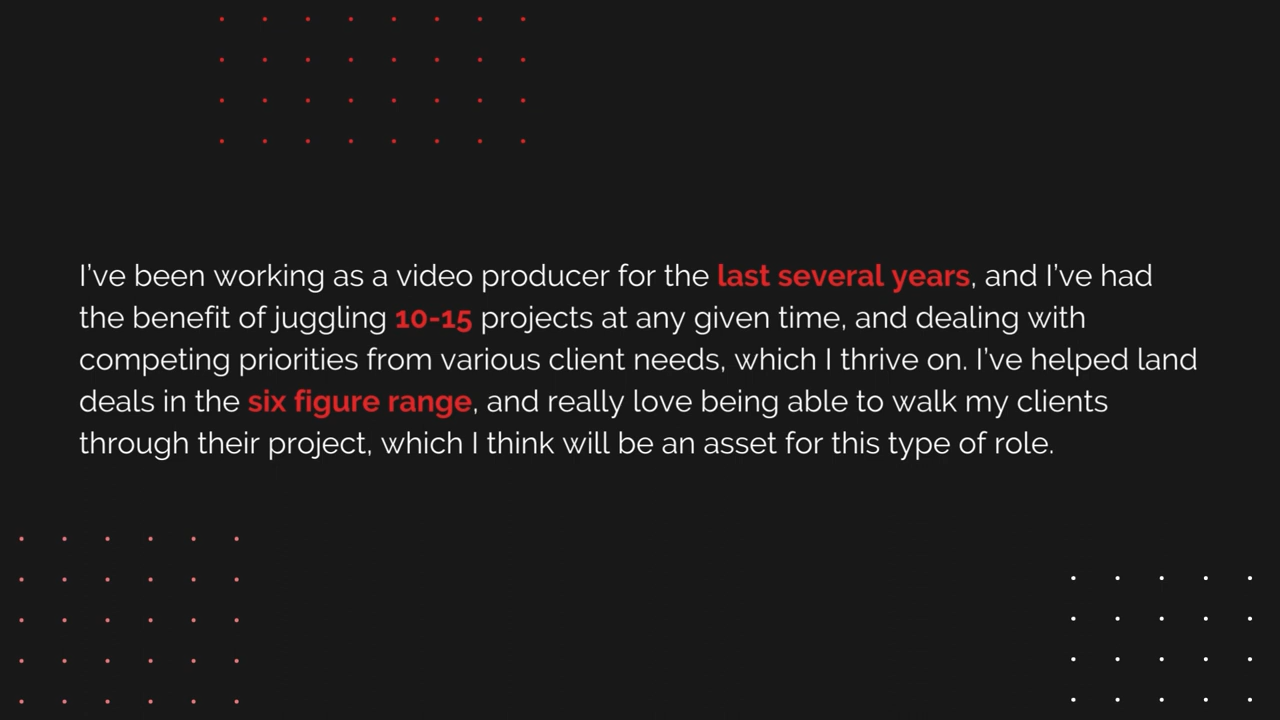 I’ve been working as a video producer for the last several years, and I’ve had
the benefit of juggling 10-15 projects at any given time, and dealing with
competing priorities from various client needs, which I thrive on. I’ve helped land
deals in the six figure range, and really love being able to walk my clients
through their project, which I think will be an asset for this type of role.